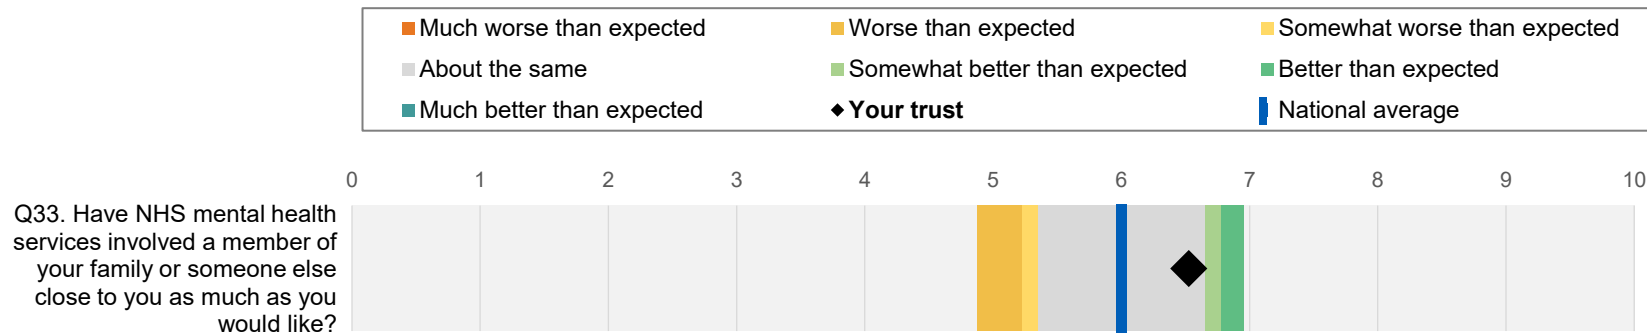 Much worse than expected
Worse than expected
Somewhat worse than expected
About the same
Somewhat better than expected
Better than expected
Much better than expected
Your trust
National average
0 1 2 3 4 5 6 7 8 9 10
Q33. Have NHS mental health
services involved a member of
your family or someone else
close to you as much as you
would like?